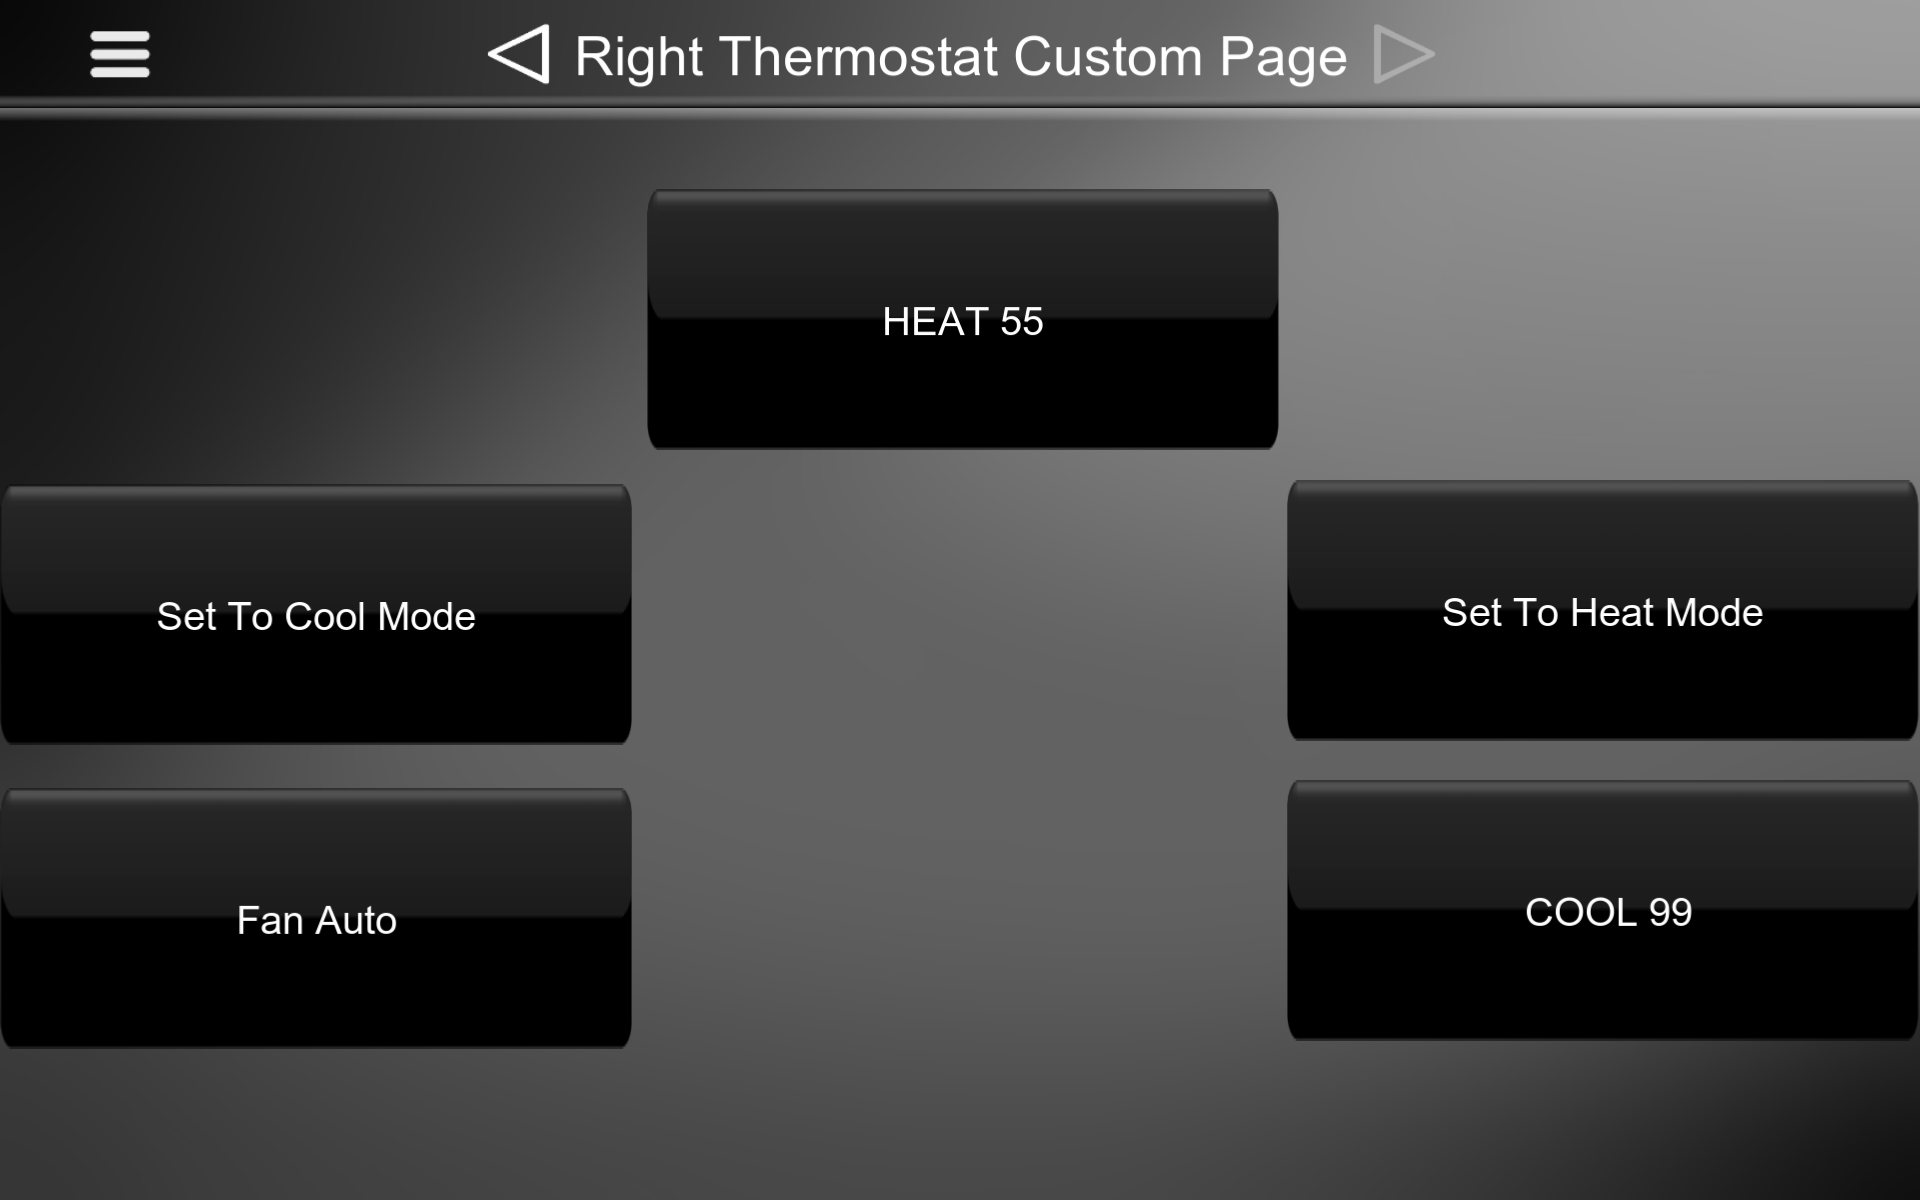 Right Thermostat Custom Page
HEAT 55
Set To Cool Mode
Set To Heat Mode
Fan Auto
COOL 99